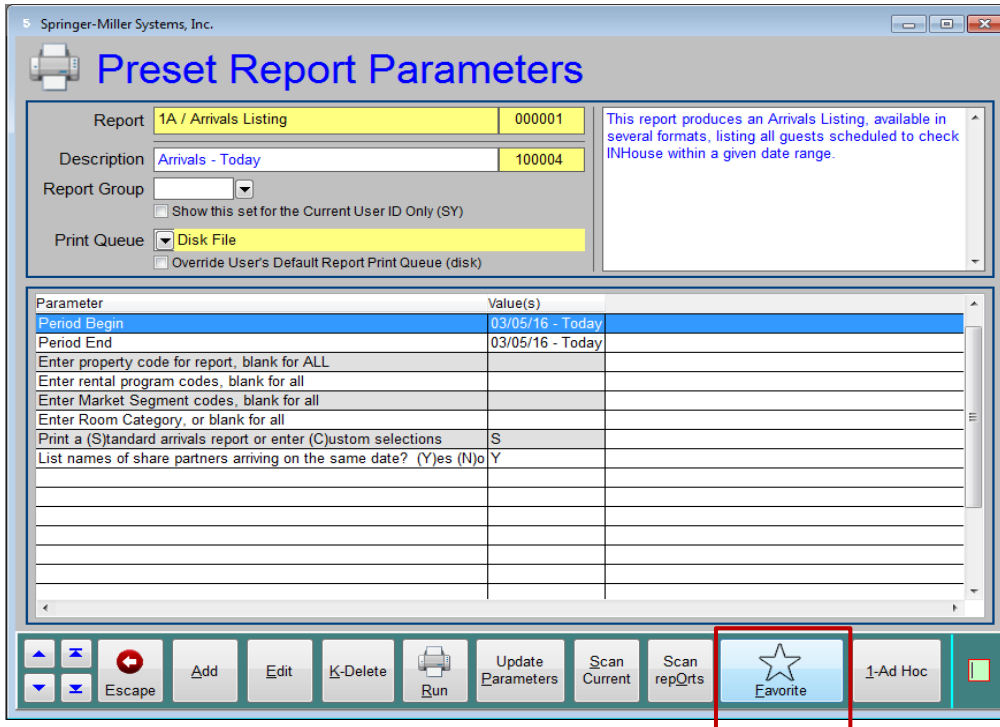 5 Springer-Miller Systems, Inc.
Preset Report Parameters
Report 1A / Arrivals Listing 000001
Description Arrivals - Today 100004
Report Group
Show this set for the Current User ID Only (SY)
Print Queue Disk File
Override User's Default Report Print Queue (disk)
This report produces an Arrivals Listing, available in
several formats, listing all guests scheduled to check
INHouse within a given date range.
Parameter Value(s)
Period Begin 03/05/16 - Today
Period End 03/05/16 - Today
Enter property code for report, blank for ALL
Enter rental program codes, blank for all
Enter Market Segment codes, blank for all
Enter Room Category, or blank for all
Print a (S)tandard arrivals report or enter (C)ustom selections S
List names of share partners arriving on the same date? (Y)es (N)o Y
Escape
Add
Edit
K-Delete
Run
Update
Parameters
Scan
Current
Scan
repOrts
Favorite
1-Ad Hoc